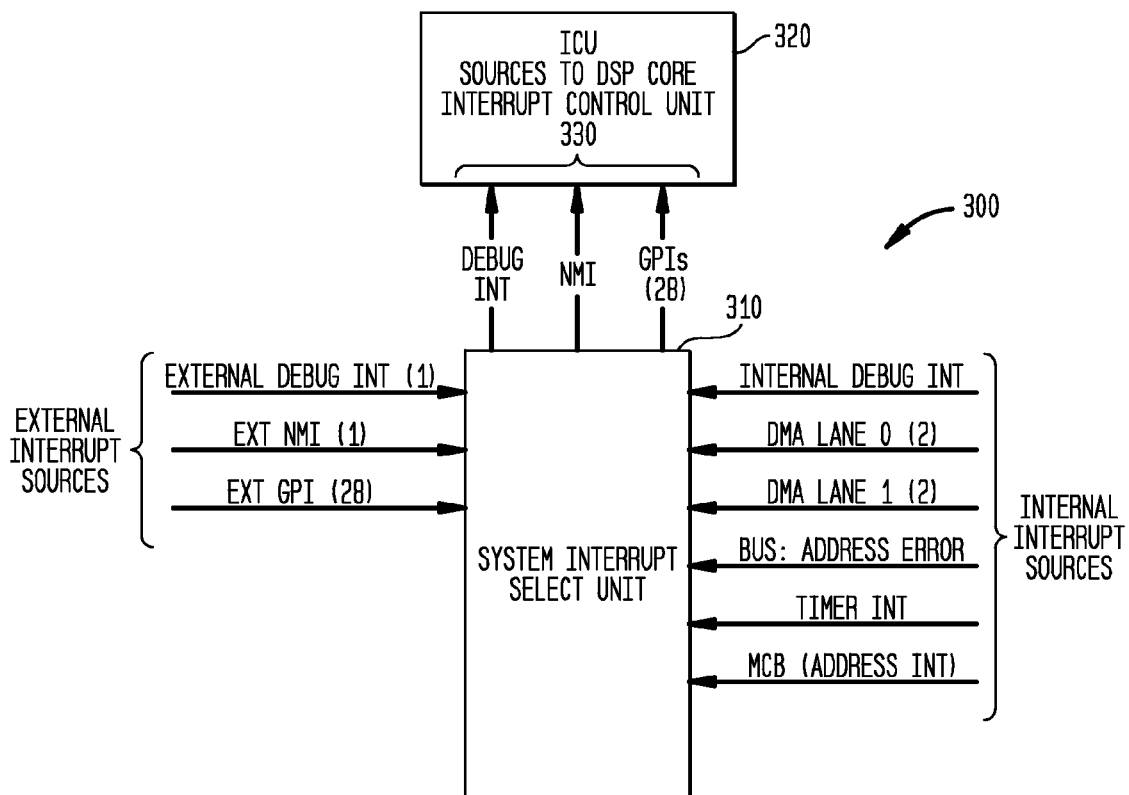 ICU
SOURCES TO DSP CORE
INTERRUPT CONTROL UNIT
330
320
300
DEBUG
INT
NMI
GPIs
(28)
310
EXTERNAL
INTERRUPT
SOURCES
EXTERNAL DEBUG INT (1)
EXT NMI (1)
EXT GPI (28)
SYSTEM INTERRUPT
SELECT UNIT
INTERNAL DEBUG INT
DMA LANE 0 (2)
DMA LANE 1 (2)
BUS: ADDRESS ERROR
TIMER INT
MCB (ADDRESS INT)
INTERNAL
INTERRUPT
SOURCES